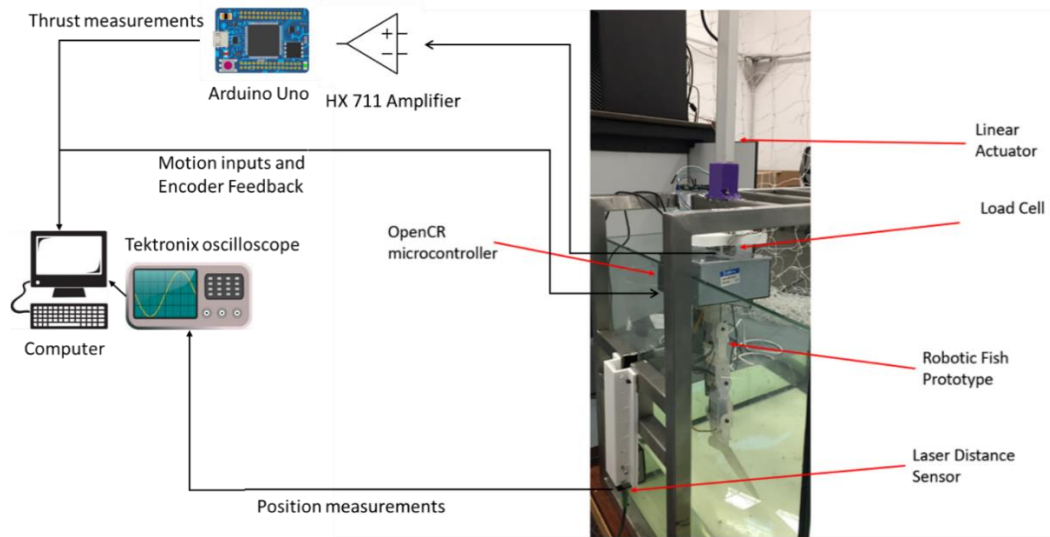 Thrust measurements
Arduino Uno
HX 711 Amplifier
Motion inputs and
Encoder Feedback
Tektronix oscilloscope
Computer
OpenCR
microcontroller
Position measurements
Linear
Actuator
Load Cell
Robotic Fish
Prototype
Laser Distance
Sensor